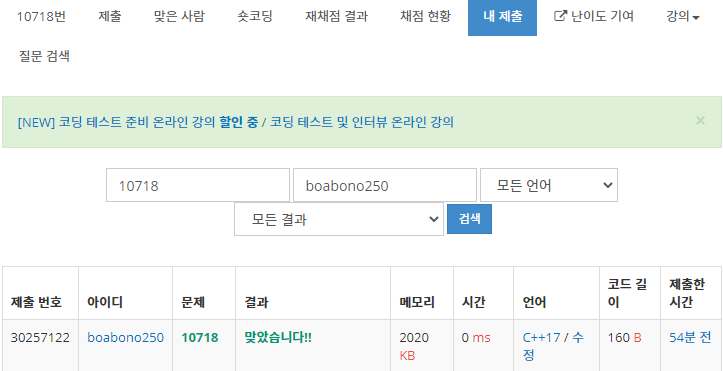 10718번 제출 맞은 사람 숏코딩 재채점 결과 채점 현황 내 제출 난이도 기여 강의
질문 검색
[NEW] 코딩 테스트 준비 온라인 강의 할인 중 / 코딩 테스트 및 인터뷰 온라인 강의 ×
10718 boabono250 모든 언어
모든 결과 검색
제출 번호 아이디 문제 결과 메모리 시간 언어 코드 길
이 제출한
시간
30257122 boabono250 10718 맞았습니다!! 2020
KB 0 ms C++17 / 수
정 160 B 54분 전